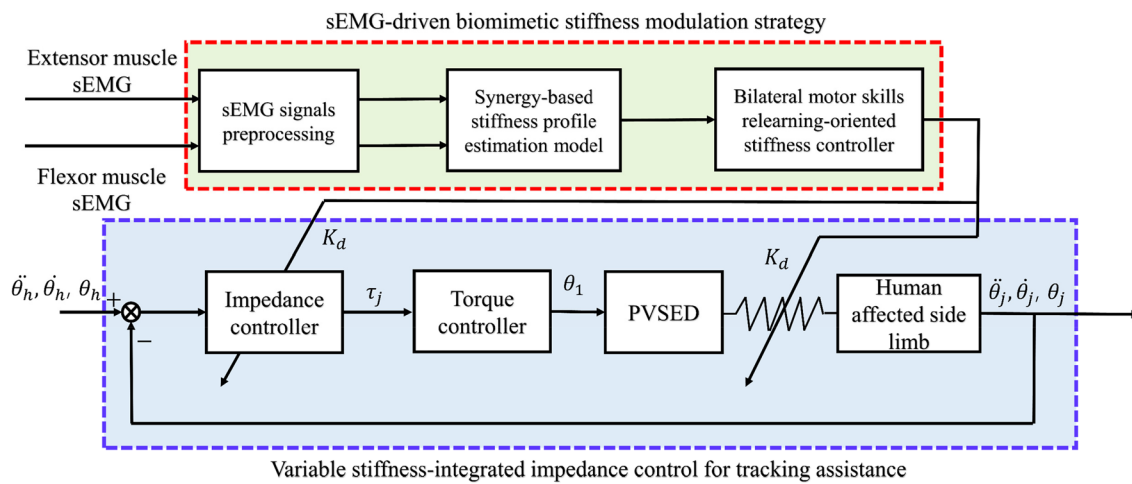 sEMG-driven biomimetic stiffness modulation strategy
Extensor muscle
sEMG
sEMG signals
preprocessing
Synergy-based
stiffness profile
estimation model
Bilateral motor skills
relearning-oriented
stiffness controller
Flexor muscle
sEMG
K_d
K_d
θ̈_h, θ̇_h, θ_h
+
−
Impedance
controller
τ_j
Torque
controller
θ_1
PVSED
Human
affected side
limb
θ̈_j, θ̇_j, θ_j
Variable stiffness-integrated impedance control for tracking assistance